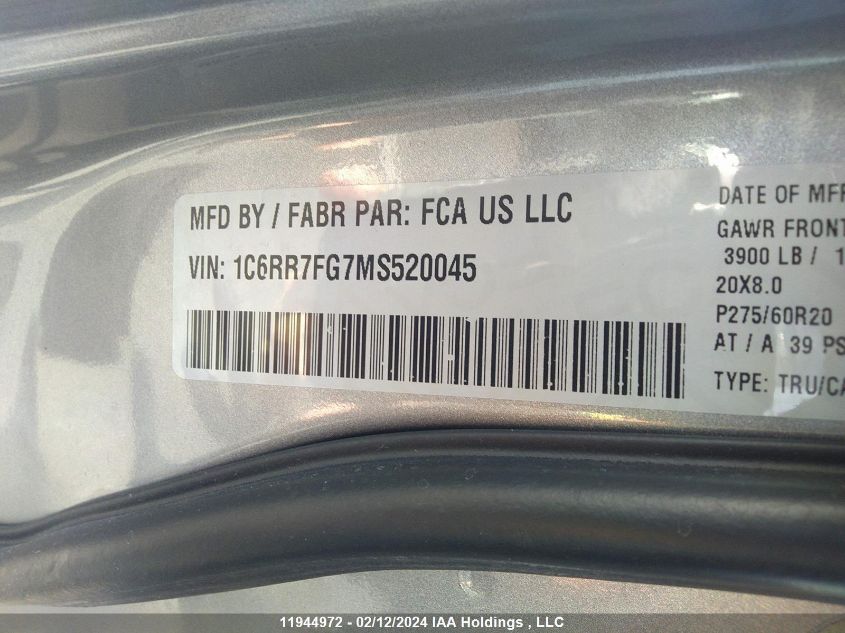 MFD BY / FABR PAR: FCA US LLC
VIN: 1C6RR7FG7MS520045
DATE OF MFR
GAWR FRONT
3900 LB / 1
20X8.0
P275/60R20
AT / A 39 PS
TYPE: TRU/CA
11944972 - 02/12/2024 IAA Holdings , LLC